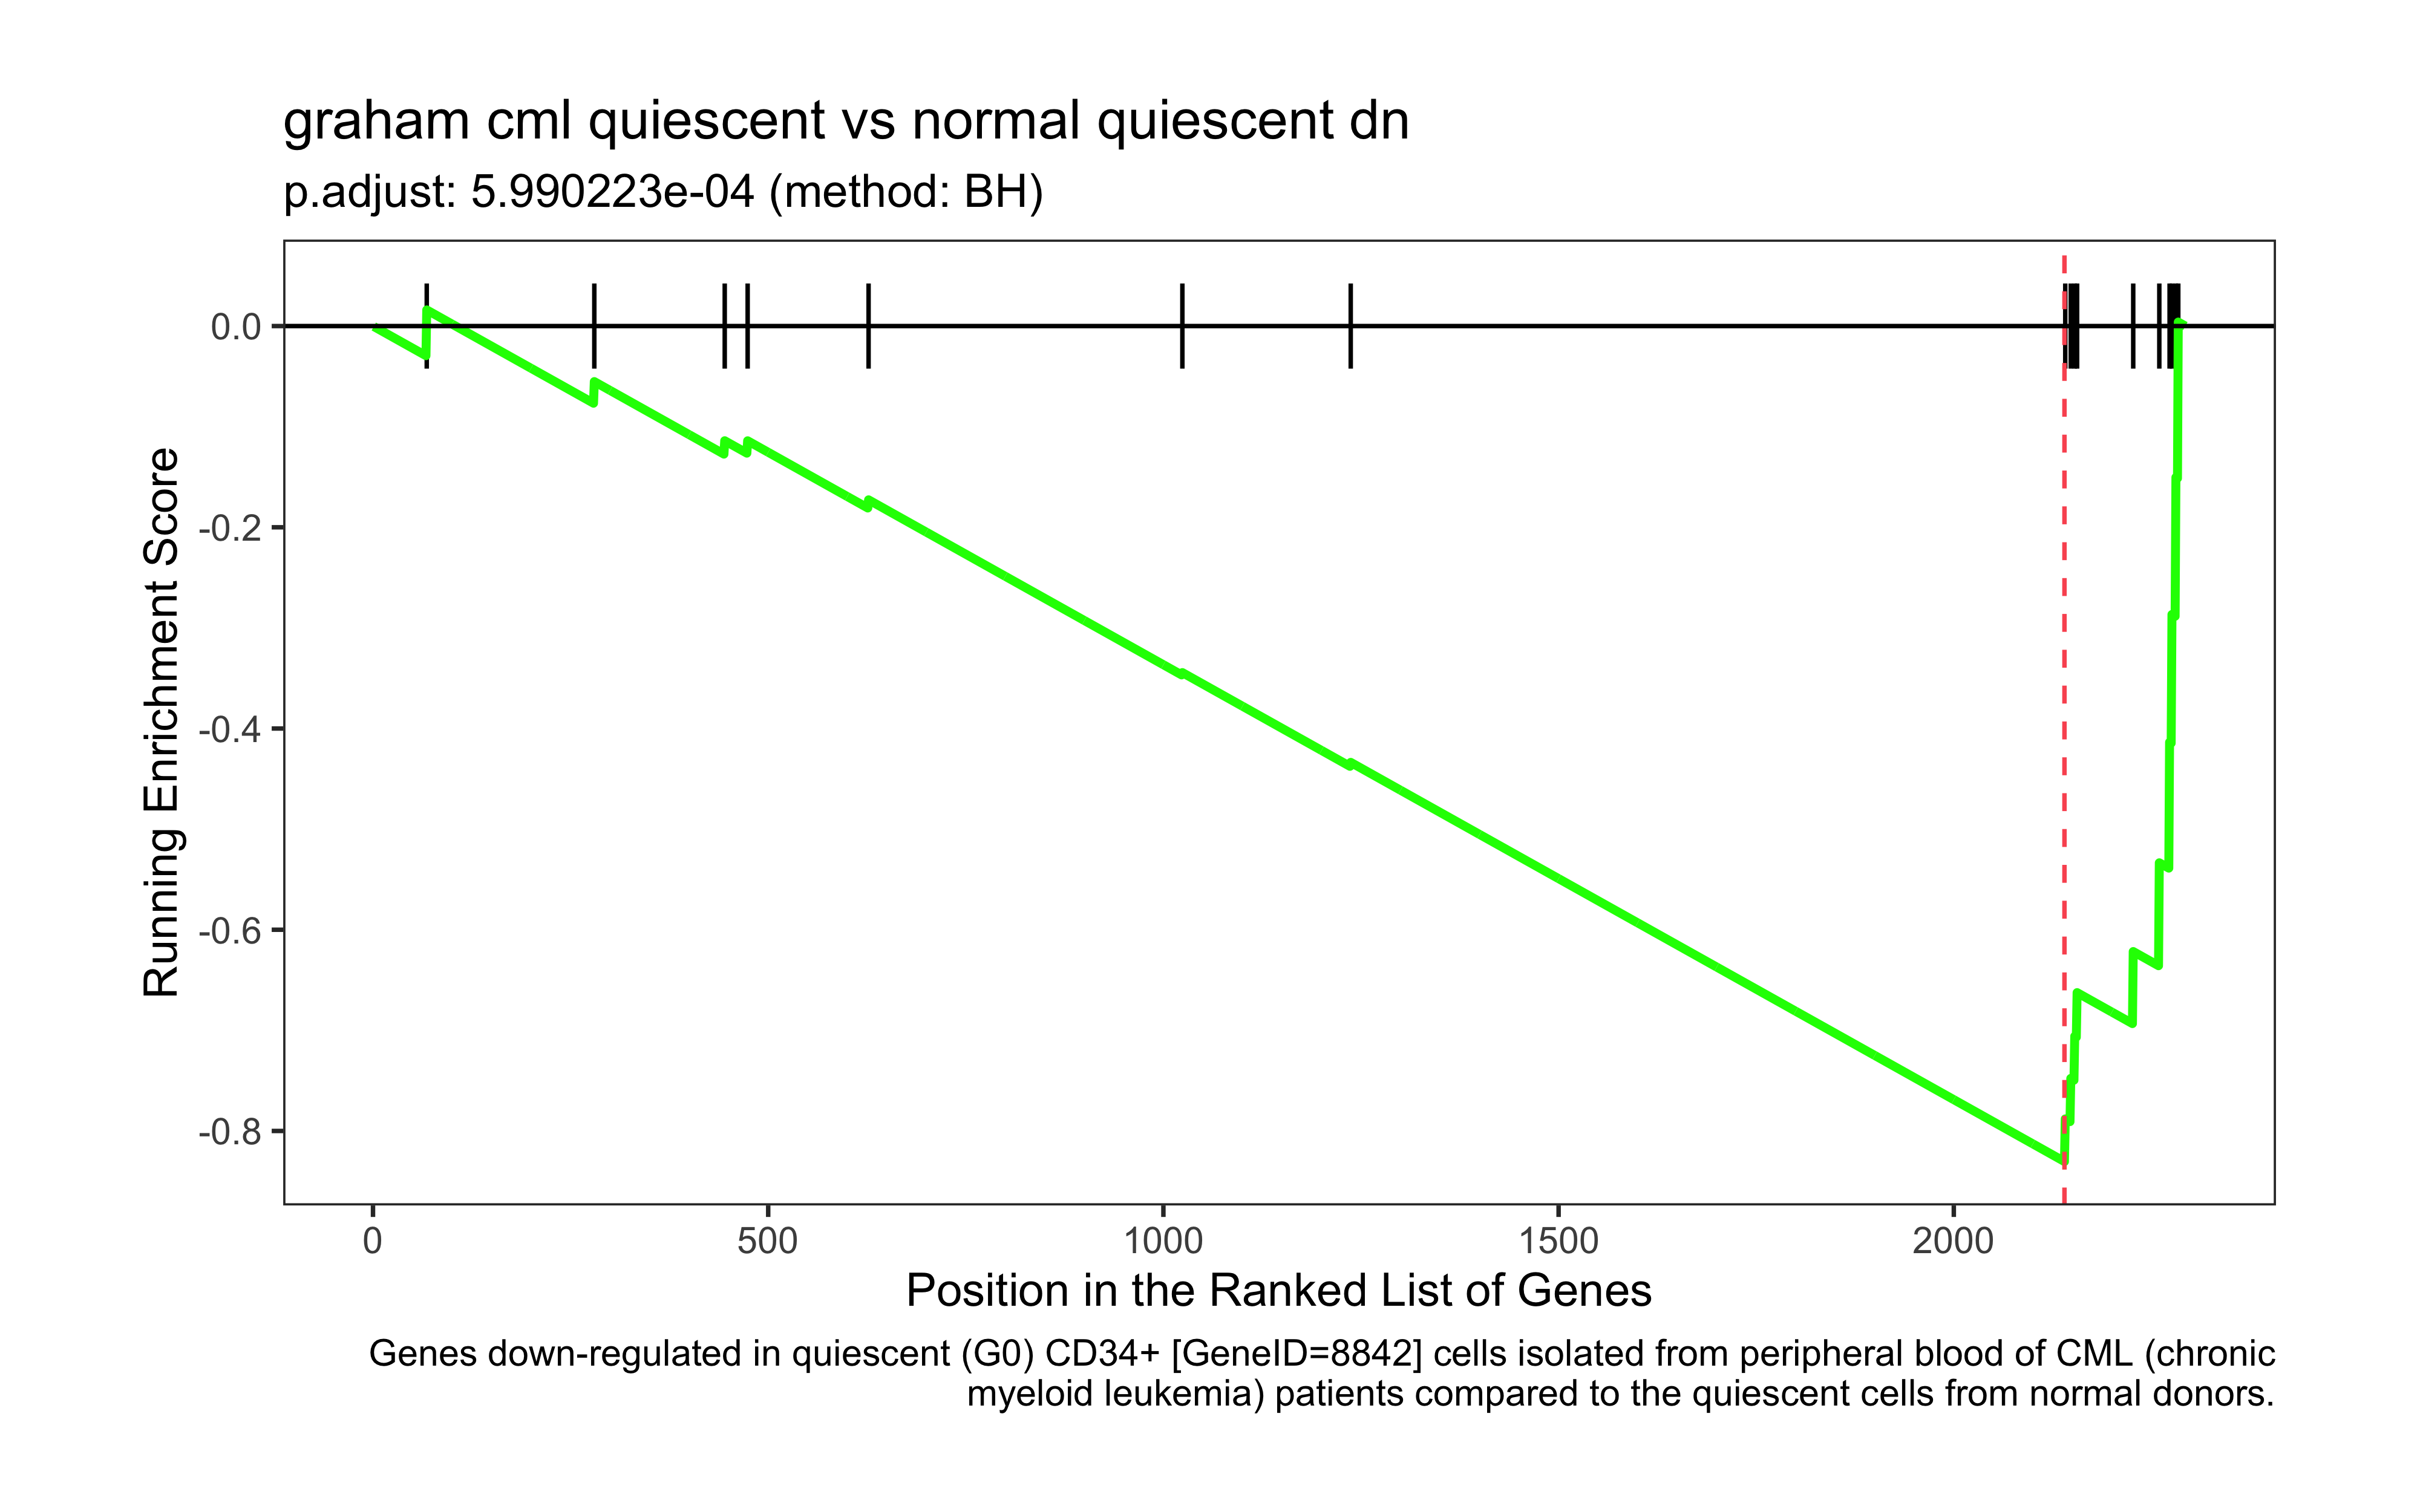 graham cml quiescent vs normal quiescent dn
p.adjust: 5.990223e-04 (method: BH)
Running Enrichment Score
0.0
-0.2
-0.4
-0.6
-0.8
0 500 1000 1500 2000
Position in the Ranked List of Genes
Genes down-regulated in quiescent (G0) CD34+ [GeneID=8842] cells isolated from peripheral blood of CML (chronic
myeloid leukemia) patients compared to the quiescent cells from normal donors.